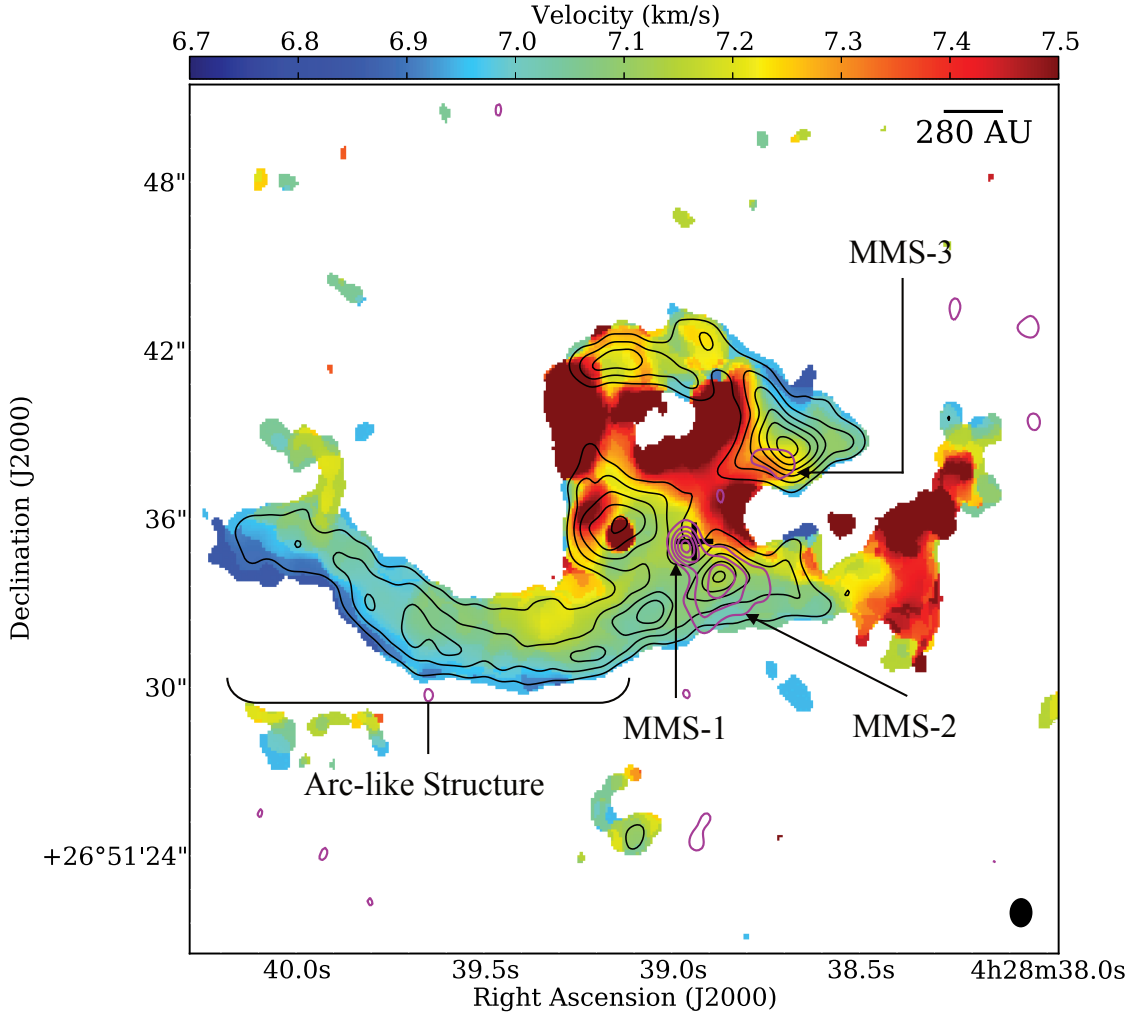 Velocity (km/s)
6.7 6.8 6.9 7.0 7.1 7.2 7.3 7.4 7.5
280 AU
48"
MMS-3
42"
Declination (J2000)
36"
30"
MMS-1
MMS-2
Arc-like Structure
+26°51'24"
40.0s 39.5s 39.0s 38.5s 4h28m38.0s
Right Ascension (J2000)